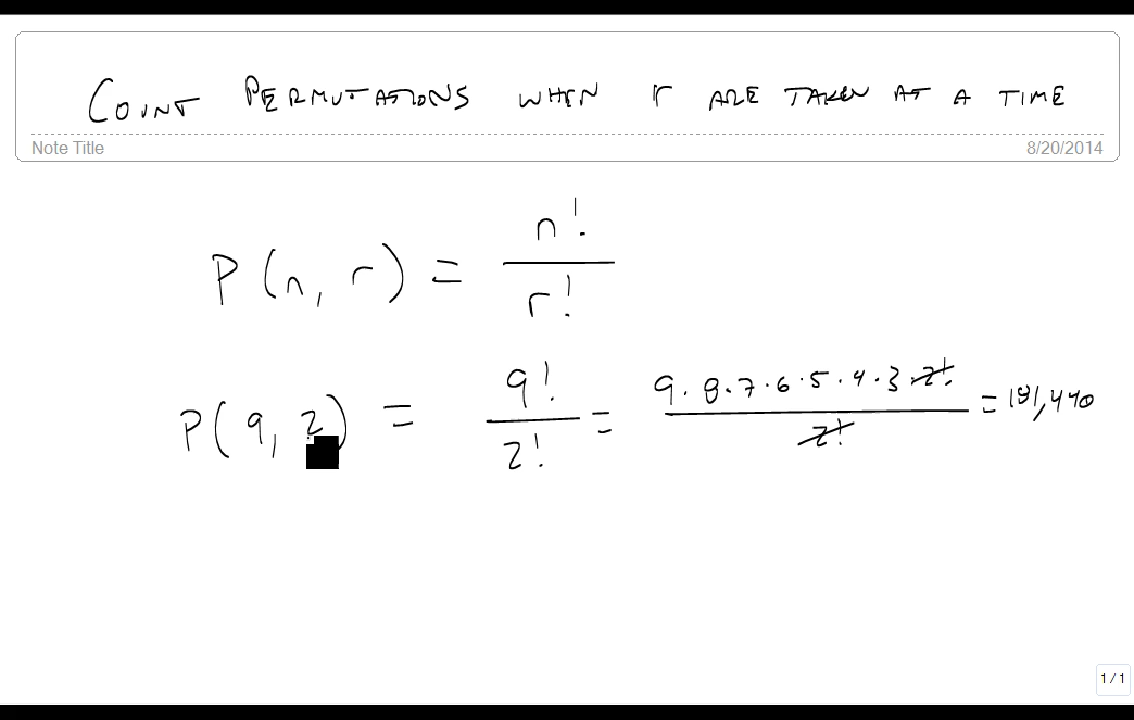 COUNT PERMUTATIONS WHEN r ARE TAKEN AT A TIME
Note Title 8/20/2014
P(n, r) = n! / r!
P(9, 2) = 9! / 2! = 9·8·7·6·5·4·3·2! / 2! = 181,440
1/1